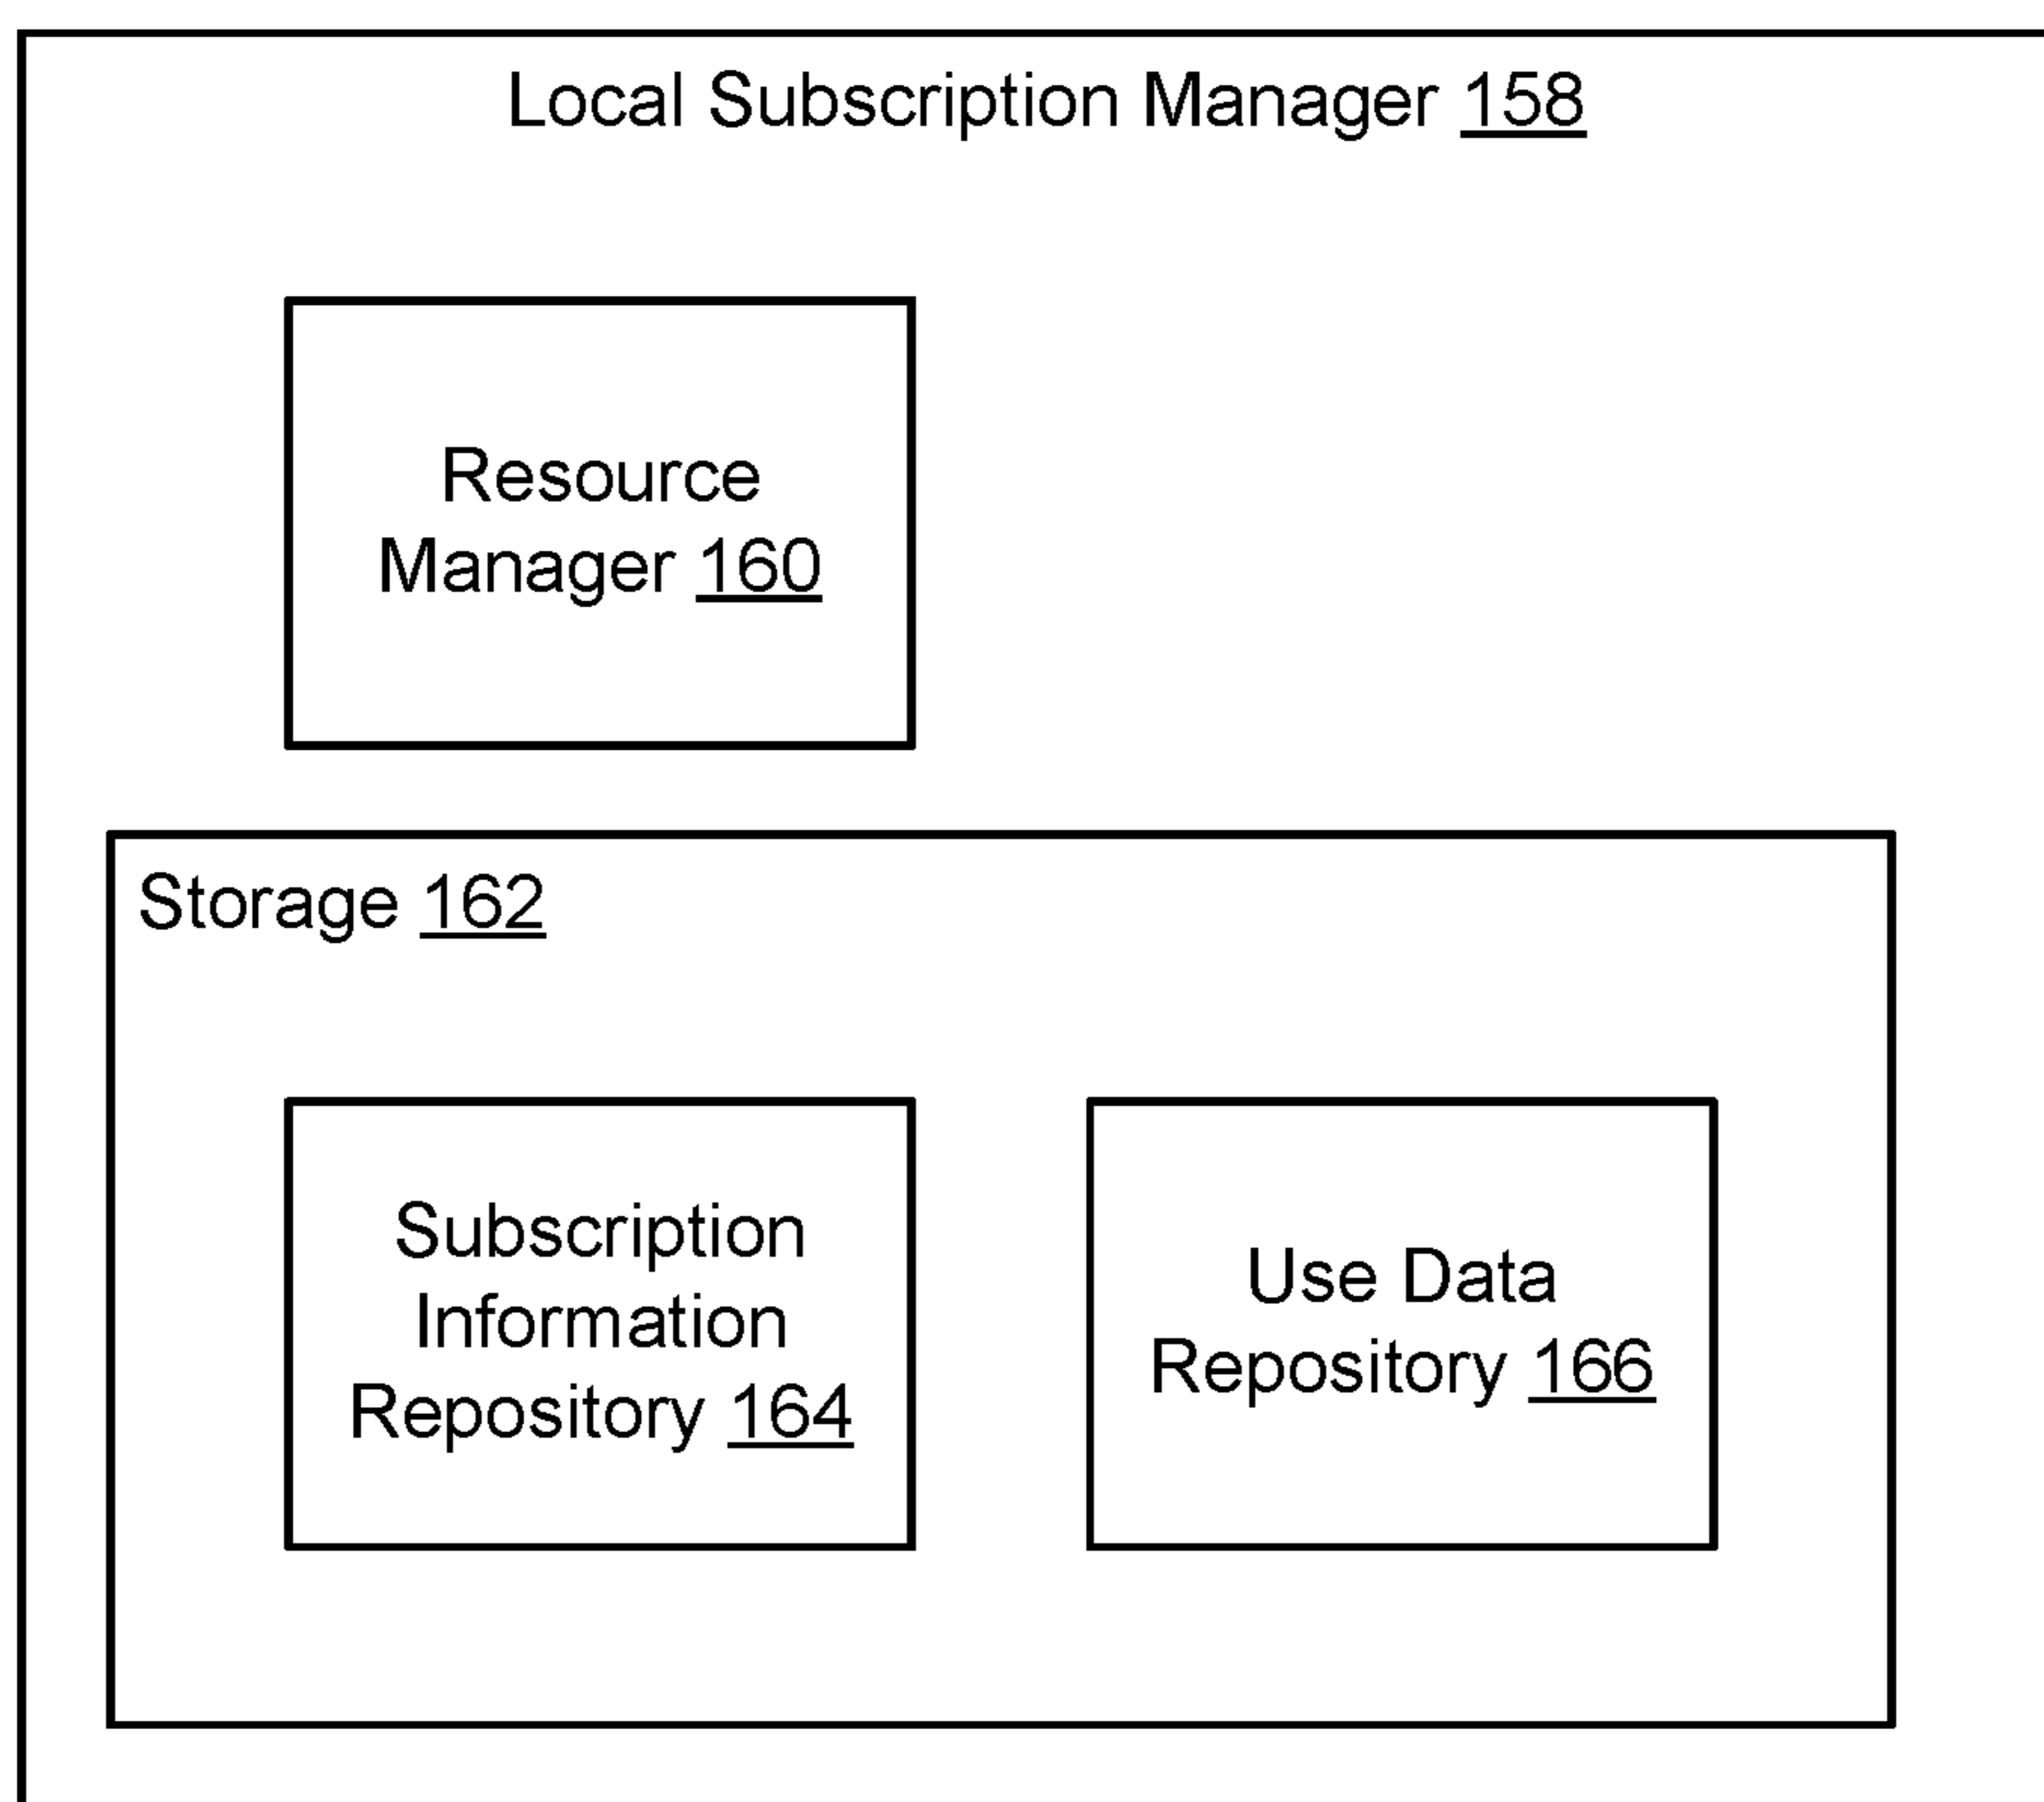 Local Subscription Manager 158
Resource
Manager 160
Storage 162
Subscription
Information
Repository 164
Use Data
Repository 166